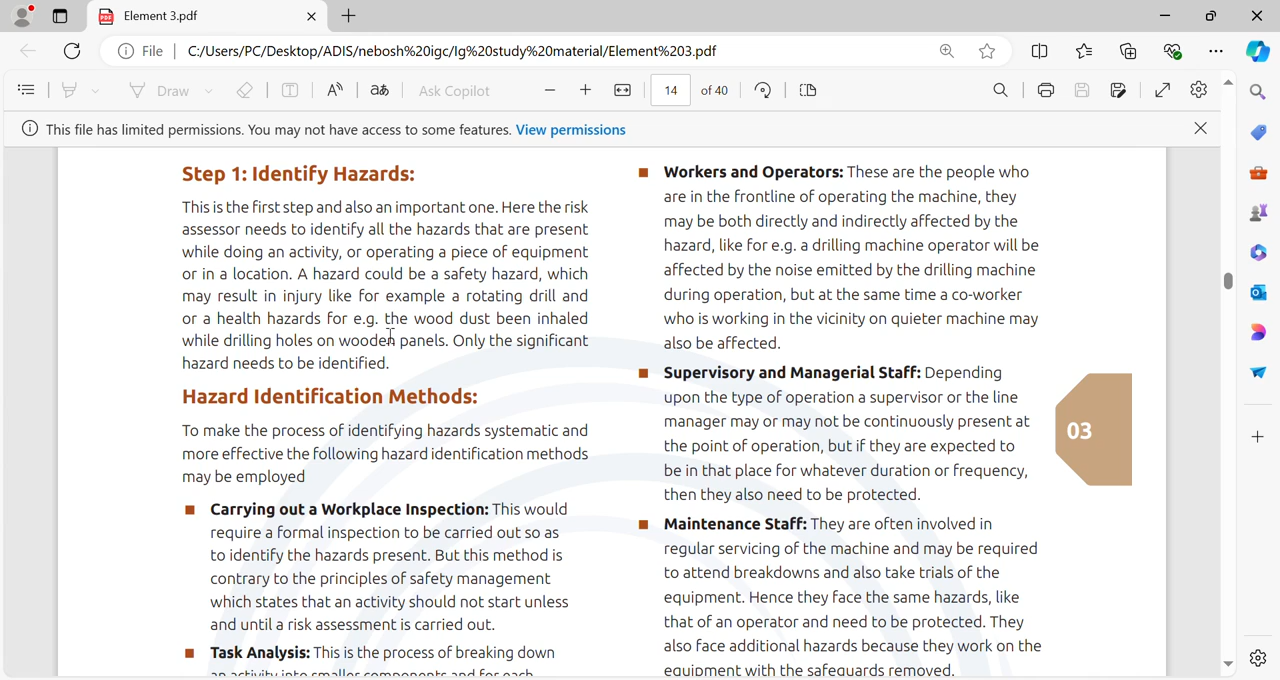 Element 3.pdf
File
C:/Users/PC/Desktop/ADIS/nebosh%20igc/Ig%20study%20material/Element%203.pdf
Draw
Ask Copilot
14
of 40
This file has limited permissions. You may not have access to some features. View permissions
Step 1: Identify Hazards:
This is the first step and also an important one. Here the risk
assessor needs to identify all the hazards that are present
while doing an activity, or operating a piece of equipment
or in a location. A hazard could be a safety hazard, which
may result in injury like for example a rotating drill and
or a health hazards for e.g. the wood dust been inhaled
while drilling holes on wooden panels. Only the significant
hazard needs to be identified.
Hazard Identification Methods:
To make the process of identifying hazards systematic and
more effective the following hazard identification methods
may be employed
Carrying out a Workplace Inspection: This would
require a formal inspection to be carried out so as
to identify the hazards present. But this method is
contrary to the principles of safety management
which states that an activity should not start unless
and until a risk assessment is carried out.
Task Analysis: This is the process of breaking down
an activity into smaller components and for each
Workers and Operators: These are the people who
are in the frontline of operating the machine, they
may be both directly and indirectly affected by the
hazard, like for e.g. a drilling machine operator will be
affected by the noise emitted by the drilling machine
during operation, but at the same time a co-worker
who is working in the vicinity on quieter machine may
also be affected.
Supervisory and Managerial Staff: Depending
upon the type of operation a supervisor or the line
manager may or may not be continuously present at
the point of operation, but if they are expected to
be in that place for whatever duration or frequency,
then they also need to be protected.
Maintenance Staff: They are often involved in
regular servicing of the machine and may be required
to attend breakdowns and also take trials of the
equipment. Hence they face the same hazards, like
that of an operator and need to be protected. They
also face additional hazards because they work on the
equipment with the safeguards removed.
03